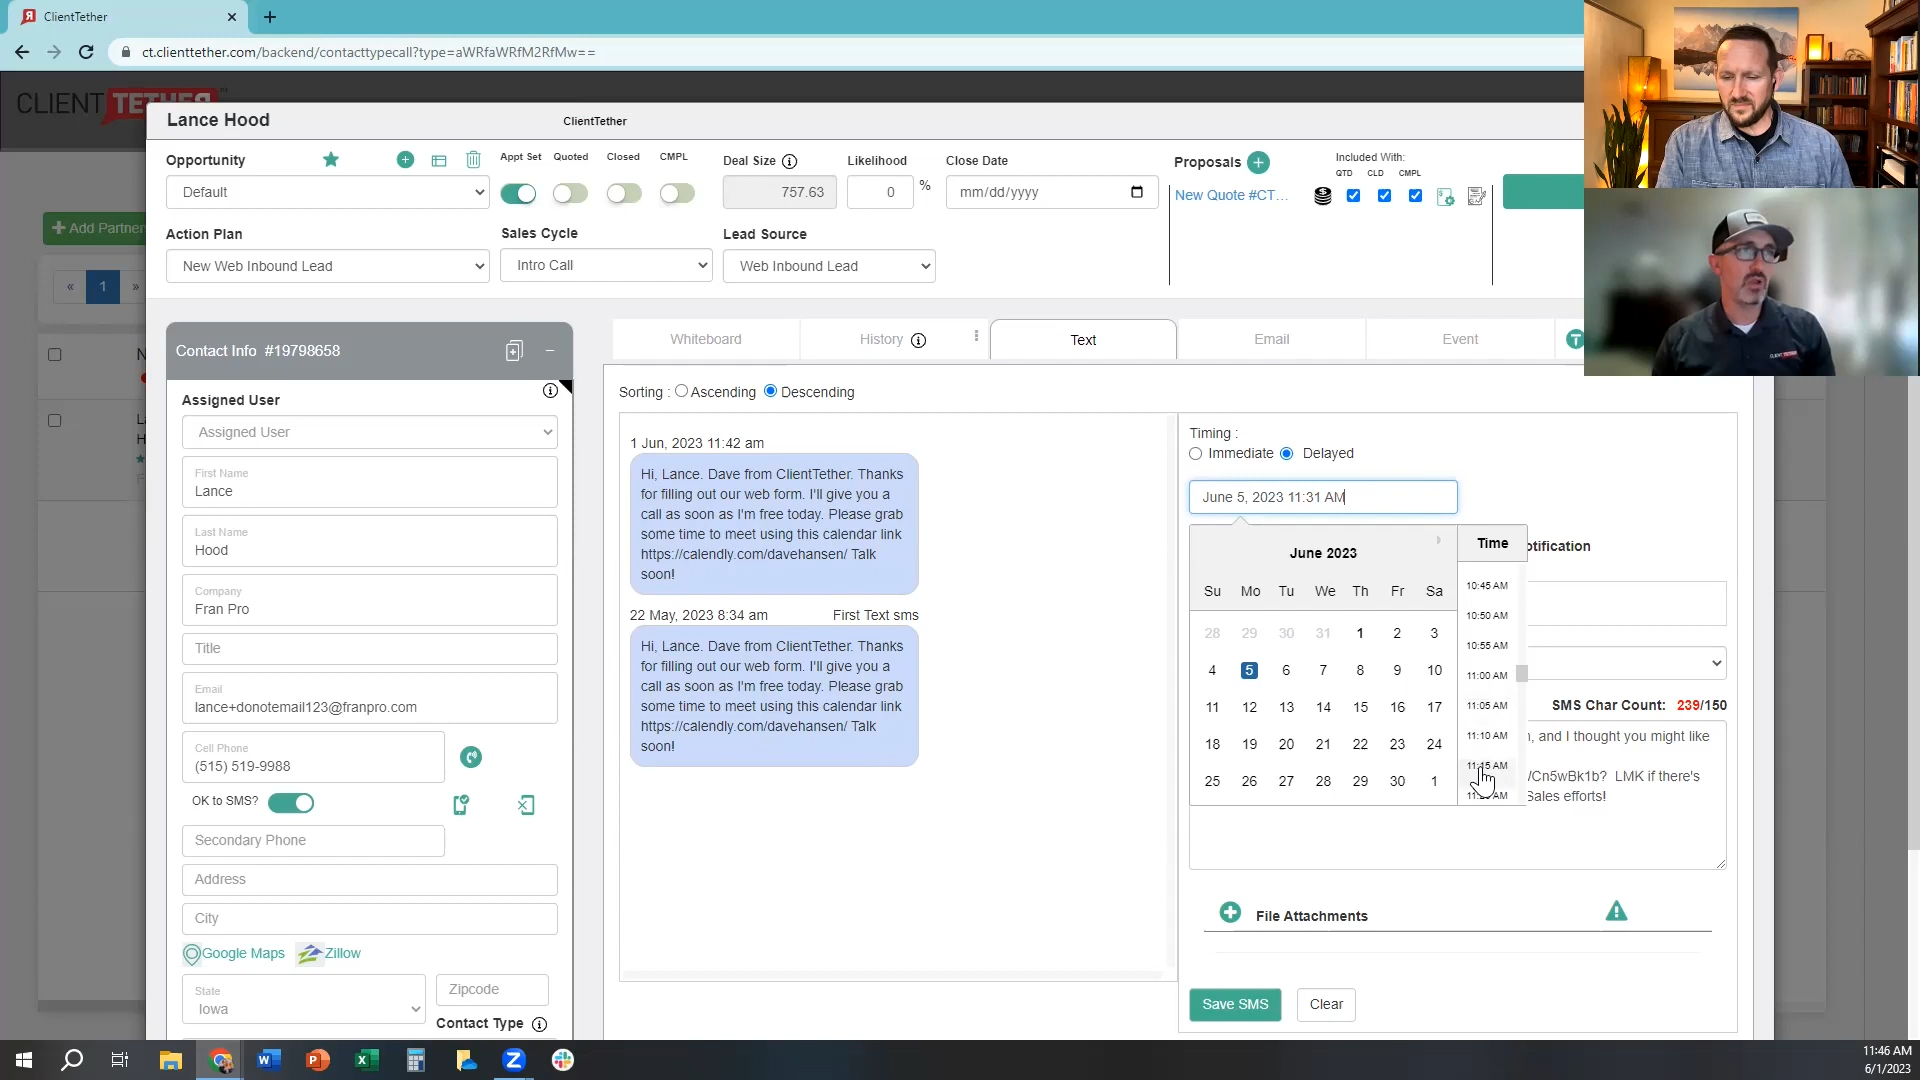 ClientTether
ct.clienttether.com/backend/contacttypecall?type=aWRfaWRfM2RfMw==
CLIENT TETHER
Lance Hood
ClientTether
Opportunity
Appt Set
Quoted
Closed
CMPL
Deal Size
Likelihood
Close Date
Proposals
Included With:
QTD
CLD
CMPL
Default
757.63
0
%
mm/dd/yyyy
New Quote #CT...
Add Partner
Action Plan
Sales Cycle
Lead Source
New Web Inbound Lead
Intro Call
Web Inbound Lead
«
1
»
Contact Info #19798658
Whiteboard
History
Text
Email
Event
Assigned User
Assigned User
First Name
Lance
Last Name
Hood
Company
Fran Pro
Title
Email
lance+donotemail123@franpro.com
Cell Phone
(515) 519-9988
OK to SMS?
Secondary Phone
Address
City
Google Maps
Zillow
State
Iowa
Zipcode
Contact Type
Sorting :
Ascending
Descending
1 Jun, 2023 11:42 am
Hi, Lance. Dave from ClientTether. Thanks
for filling out our web form. I'll give you a
call as soon as I'm free today. Please grab
some time to meet using this calendar link
https://calendly.com/davehansen/ Talk
soon!
22 May, 2023 8:34 am
First Text sms
Hi, Lance. Dave from ClientTether. Thanks
for filling out our web form. I'll give you a
call as soon as I'm free today. Please grab
some time to meet using this calendar link
https://calendly.com/davehansen/ Talk
soon!
Timing :
Immediate
Delayed
June 5, 2023 11:31 AM
June 2023
Time
otification
Su Mo Tu We Th Fr Sa
28 29 30 31 1 2 3
4 5 6 7 8 9 10
11 12 13 14 15 16 17
18 19 20 21 22 23 24
25 26 27 28 29 30 1
10:45 AM
10:50 AM
10:55 AM
11:00 AM
11:05 AM
11:10 AM
11:15 AM
SMS Char Count: 239/150
, and I thought you might like
/Cn5wBk1b? LMK if there's
Sales efforts!
File Attachments
Save SMS
Clear
CLIENT TETHER
11:46 AM
6/1/2023